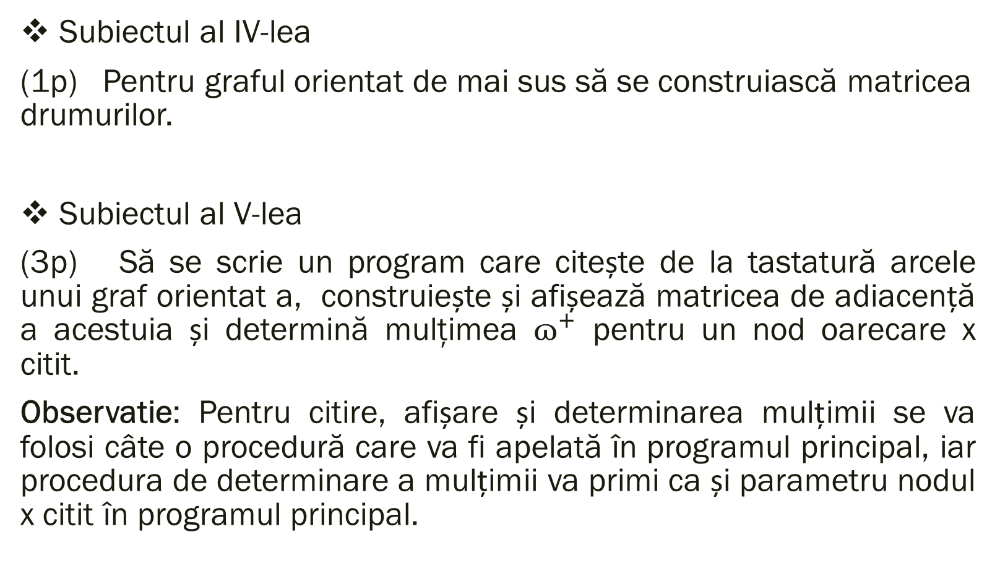 ❖ Subiectul al IV-lea
(1p) Pentru graful orientat de mai sus să se construiască matricea
drumurilor.
❖ Subiectul al V-lea
(3p) Să se scrie un program care citește de la tastatură arcele
unui graf orientat a, construiește și afișează matricea de adiacență
a acestuia și determină mulțimea ϖ⁺ pentru un nod oarecare x
citit.
Observatie: Pentru citire, afișare și determinarea mulțimii se va
folosi câte o procedură care va fi apelată în programul principal, iar
procedura de determinare a mulțimii va primi ca și parametru nodul
x citit în programul principal.